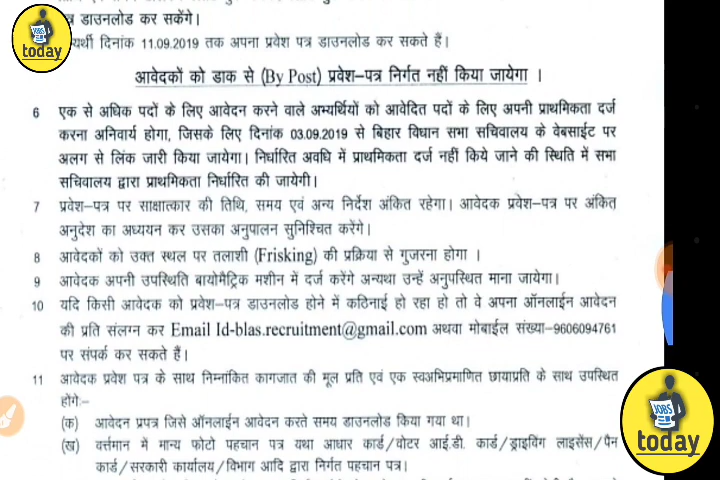 डाउनलोड कर सकेंगे।
दिनांक 11.09.2019 तक अपना प्रवेश पत्र डाउनलोड कर सकते हैं।
आवेदकों को डाक से (By Post) प्रवेश–पत्र निर्गत नहीं किया जायेगा ।
6 एक से अधिक पदों के लिए आवेदन करने वाले अभ्यर्थियों को आवेदित पदों के लिए अपनी प्राथमिकता दर्ज
करना अनिवार्य होगा, जिसके लिए दिनांक 03.09.2019 से बिहार विधान सभा सचिवालय के वेबसाईट पर
अलग से लिंक जारी किया जायेगा। निर्धारित अवधि में प्राथमिकता दर्ज नहीं किये जाने की स्थिति में सभा
सचिवालय द्वारा प्राथमिकता निर्धारित की जायेगी।
7 प्रवेश–पत्र पर साक्षात्कार की तिथि, समय एवं अन्य निर्देश अंकित रहेगा। आवेदक प्रवेश–पत्र पर अंकित
अनुदेश का अध्ययन कर उसका अनुपालन सुनिश्चित करेंगे।
8 आवेदकों को उक्त स्थल पर तलाशी (Frisking) की प्रक्रिया से गुजरना होगा ।
9 आवेदक अपनी उपस्थिति बायोमैट्रिक मशीन में दर्ज करेंगे अन्यथा उन्हें अनुपस्थित माना जायेगा।
10 यदि किसी आवेदक को प्रवेश–पत्र डाउनलोड होने में कठिनाई हो रहा हो तो वे अपना ऑनलाईन आवेदन
की प्रति संलग्न कर Email Id-blas.recruitment@gmail.com अथवा मोबाईल संख्या–9606094761
पर संपर्क कर सकते हैं।
11 आवेदक प्रवेश पत्र के साथ निम्नांकित कागजात की मूल प्रति एवं एक स्वअभिप्रमाणित छायाप्रति के साथ उपस्थित
होंगे:–
(क) आवेदन प्रपत्र जिसे ऑनलाईन आवेदन करते समय डाउनलोड किया गया था।
(ख) वर्त्तमान में मान्य फोटो पहचान पत्र यथा आधार कार्ड/वोटर आई.डी. कार्ड/ड्राइविंग लाइसेंस/पैन
कार्ड/सरकारी कार्यालय/विभाग आदि द्वारा निर्गत पहचान पत्र।
JOBS
today
JOBS
today